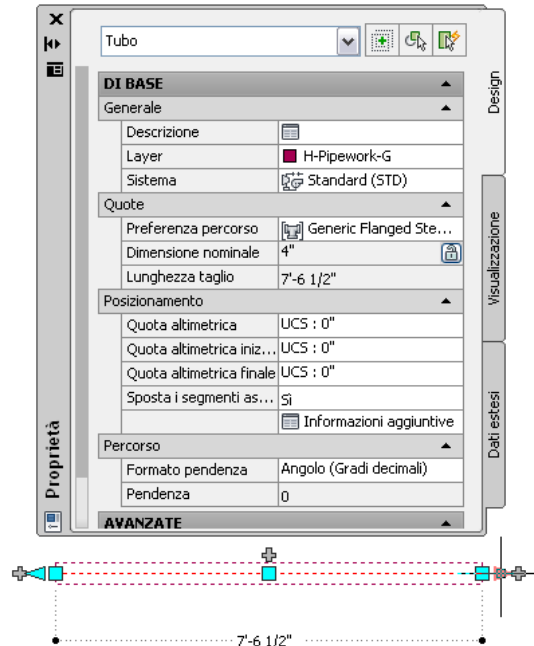 Tubo
DI BASE
Generale
Descrizione
Layer H-Pipework-G
Sistema Standard (STD)
Quote
Preferenza percorso Generic Flanged Ste...
Dimensione nominale 4"
Lunghezza taglio 7'-6 1/2"
Posizionamento
Quota altimetrica UCS : 0"
Quota altimetrica iniz... UCS : 0"
Quota altimetrica finale UCS : 0"
Sposta i segmenti as... Sì
Informazioni aggiuntive
Percorso
Formato pendenza Angolo (Gradi decimali)
Pendenza 0
AVANZATE
Proprietà
Design
Visualizzazione
Dati estesi
7'-6 1/2"